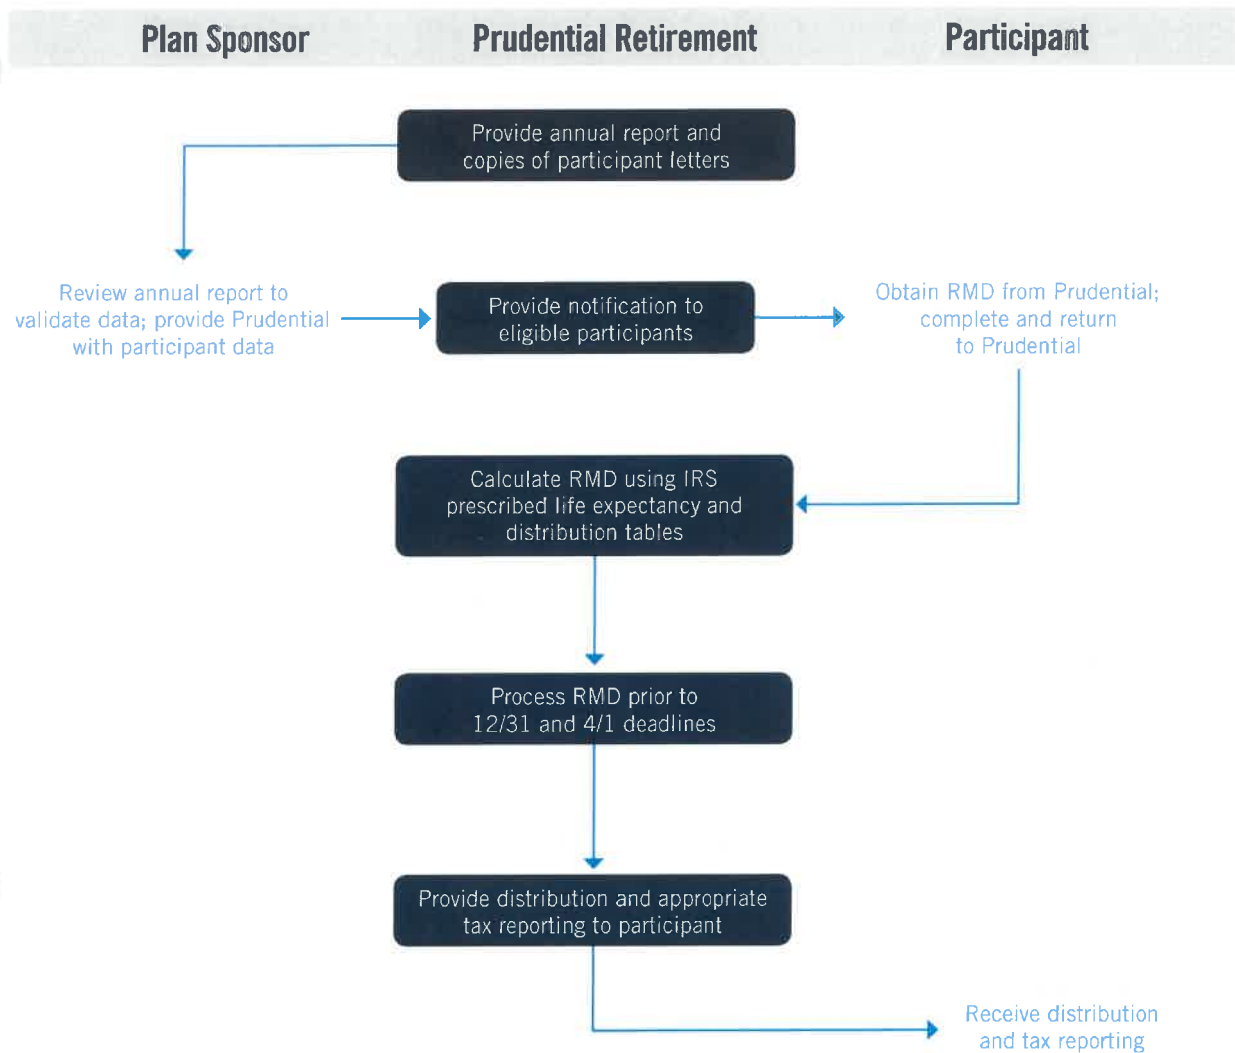 Plan Sponsor
Prudential Retirement
Participant
Provide annual report and
copies of participant letters
Review annual report to
validate data; provide Prudential
with participant data
Provide notification to
eligible participants
Obtain RMD from Prudential;
complete and return
to Prudential
Calculate RMD using IRS
prescribed life expectancy and
distribution tables
Process RMD prior to
12/31 and 4/1 deadlines
Provide distribution and appropriate
tax reporting to participant
Receive distribution
and tax reporting